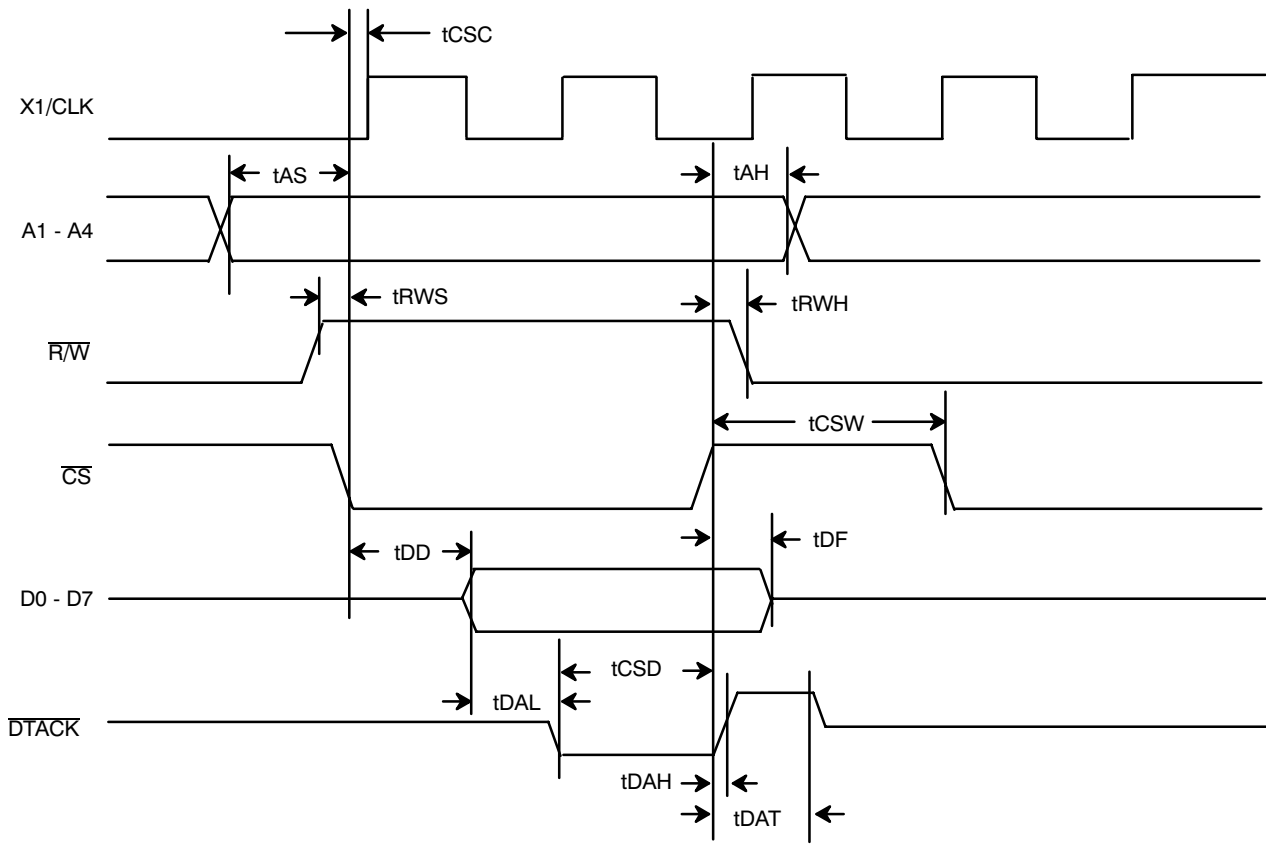 tCSC
X1/CLK
tAS
tAH
A1 - A4
tRWS
tRWH
R/W
tCSW
CS
tDD
tDF
D0 - D7
tCSD
tDAL
DTACK
tDAH
tDAT